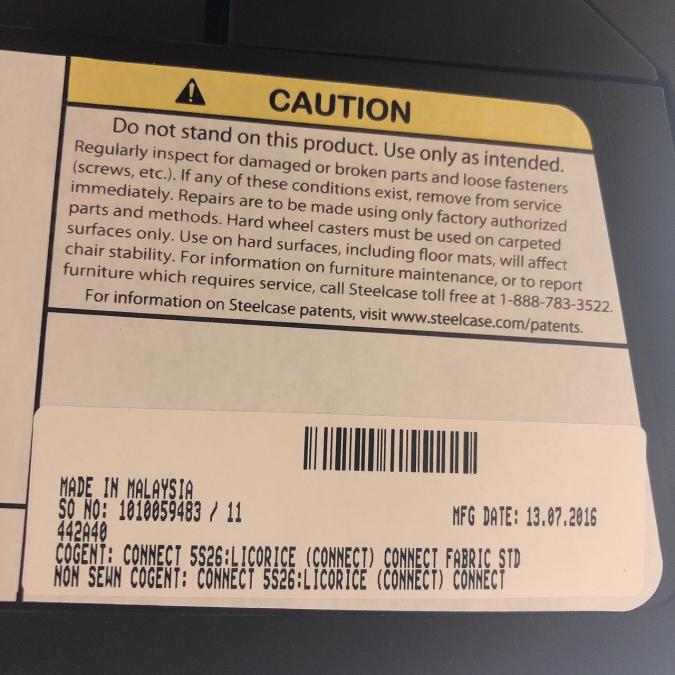 CAUTION
Do not stand on this product. Use only as intended.
Regularly inspect for damaged or broken parts and loose fasteners
(screws, etc.). If any of these conditions exist, remove from service
immediately. Repairs are to be made using only factory authorized
parts and methods. Hard wheel casters must be used on carpeted
surfaces only. Use on hard surfaces, including floor mats, will affect
chair stability. For information on furniture maintenance, or to report
furniture which requires service, call Steelcase toll free at 1-888-783-3522.
For information on Steelcase patents, visit www.steelcase.com/patents.
MADE IN MALAYSIA
SO NO: 1010059483 / 11
MFG DATE: 13.07.2016
442A40
COGENT: CONNECT 5S26:LICORICE (CONNECT) CONNECT FABRIC STD
NON SEWN COGENT: CONNECT 5S26:LICORICE (CONNECT) CONNECT